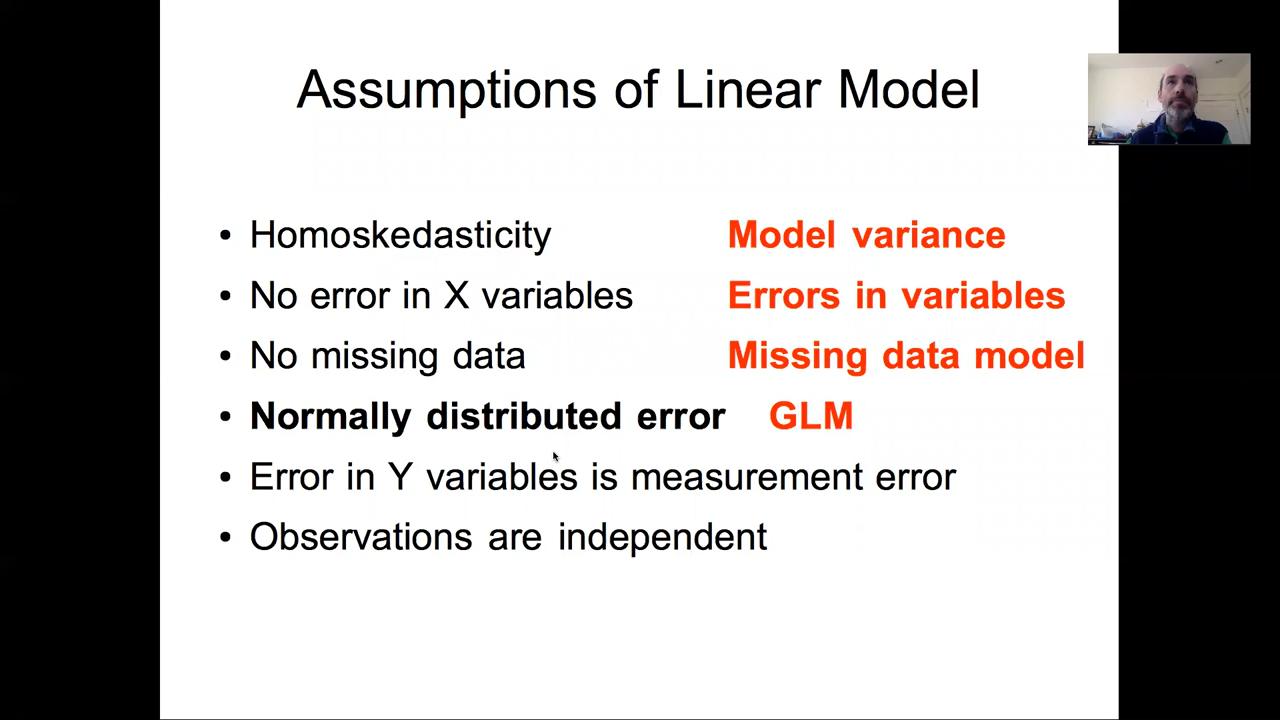 Assumptions of Linear Model
• Homoskedasticity Model variance
• No error in X variables Errors in variables
• No missing data Missing data model
• Normally distributed error GLM
• Error in Y variables is measurement error
• Observations are independent